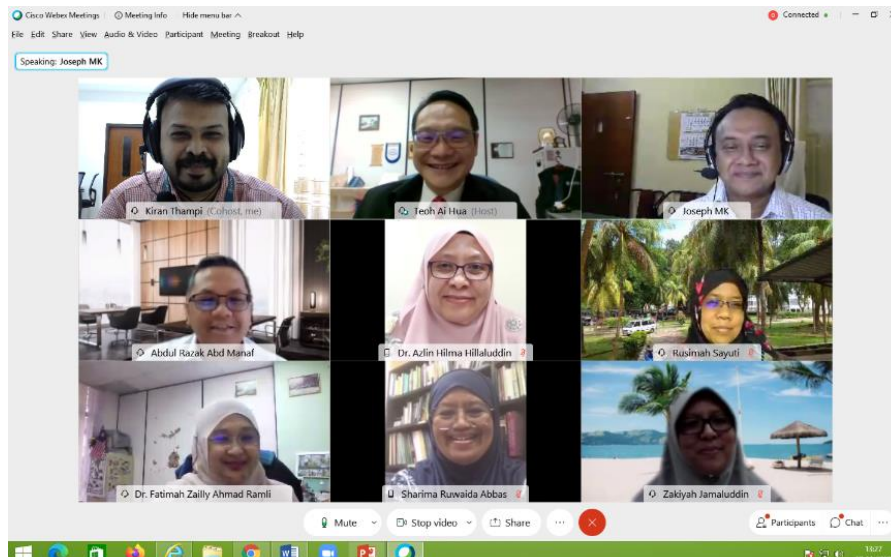 Cisco Webex Meetings
Meeting Info
Hide menu bar
Connected
File Edit Share View Audio & Video Participant Meeting Breakout Help
Speaking: Joseph MK
Kiran Thampi (Cohost, me)
Teoh Ai Hua (Host)
Joseph MK
Abdul Razak Abd Manaf
Dr. Azlin Hilma Hillaluddin
Rusimah Sayuti
Dr. Fatimah Zailly Ahmad Ramli
Sharima Ruwaida Abbas
Zakiyah Jamaluddin
Mute
Stop video
Share
Participants
Chat
13:27